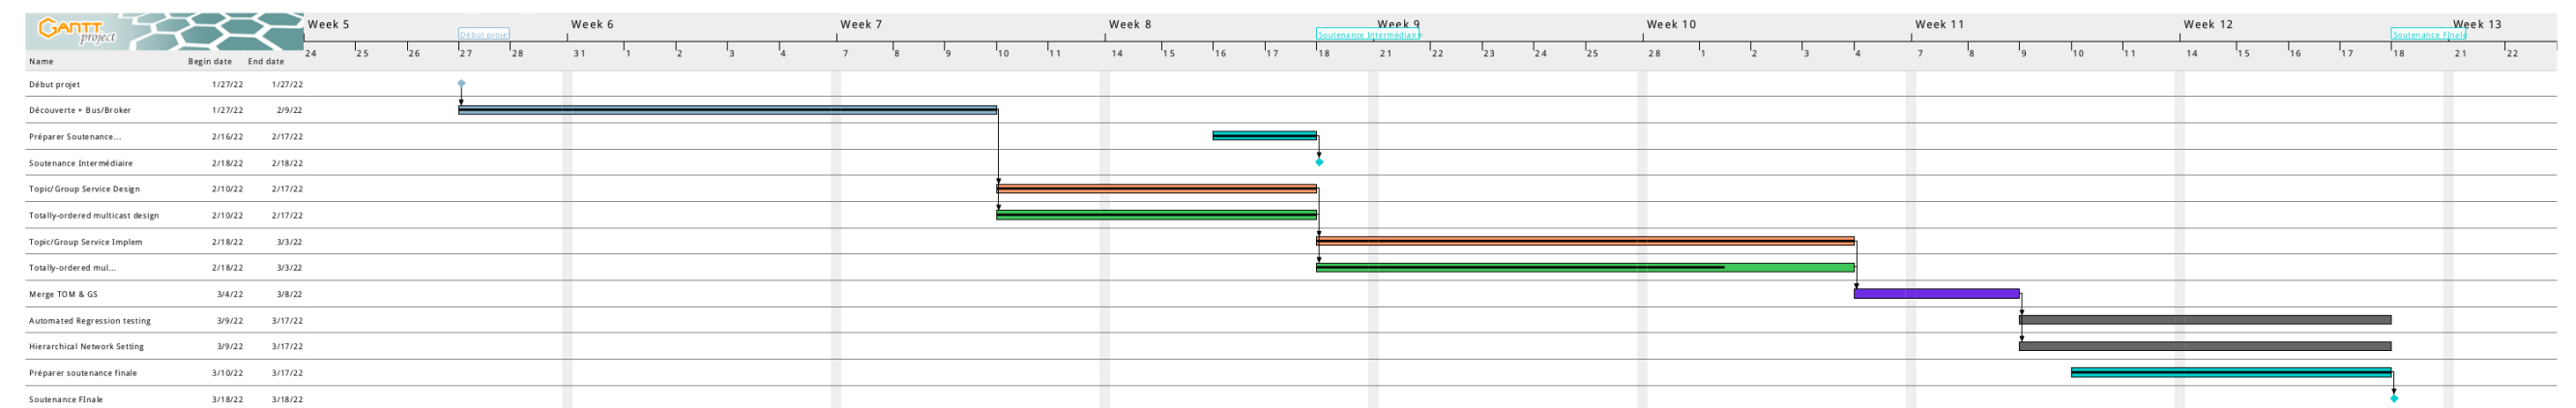 GANTT project
Week 5 Week 6 Week 7 Week 8 Week 9 Week 10 Week 11 Week 12 Week 13
Début proje Soutenance Intermédiaire Soutenance FInale
24 25 26 27 28 31 1 2 3 4 7 8 9 10 11 14 15 16 17 18 21 22 23 24 25 28 1 2 3 4 7 8 9 10 11 14 15 16 17 18 21 22
Name Begin date End date
Début projet 1/27/22 1/27/22
Découverte + Bus/Broker 1/27/22 2/9/22
Préparer Soutenance... 2/16/22 2/17/22
Soutenance Intermédiaire 2/18/22 2/18/22
Topic/Group Service Design 2/10/22 2/17/22
Totally-ordered multicast design 2/10/22 2/17/22
Topic/Group Service Implem 2/18/22 3/3/22
Totally-ordered mul... 2/18/22 3/3/22
Merge TOM & GS 3/4/22 3/8/22
Automated Regression testing 3/9/22 3/17/22
Hierarchical Network Setting 3/9/22 3/17/22
Préparer soutenance finale 3/10/22 3/17/22
Soutenance FInale 3/18/22 3/18/22